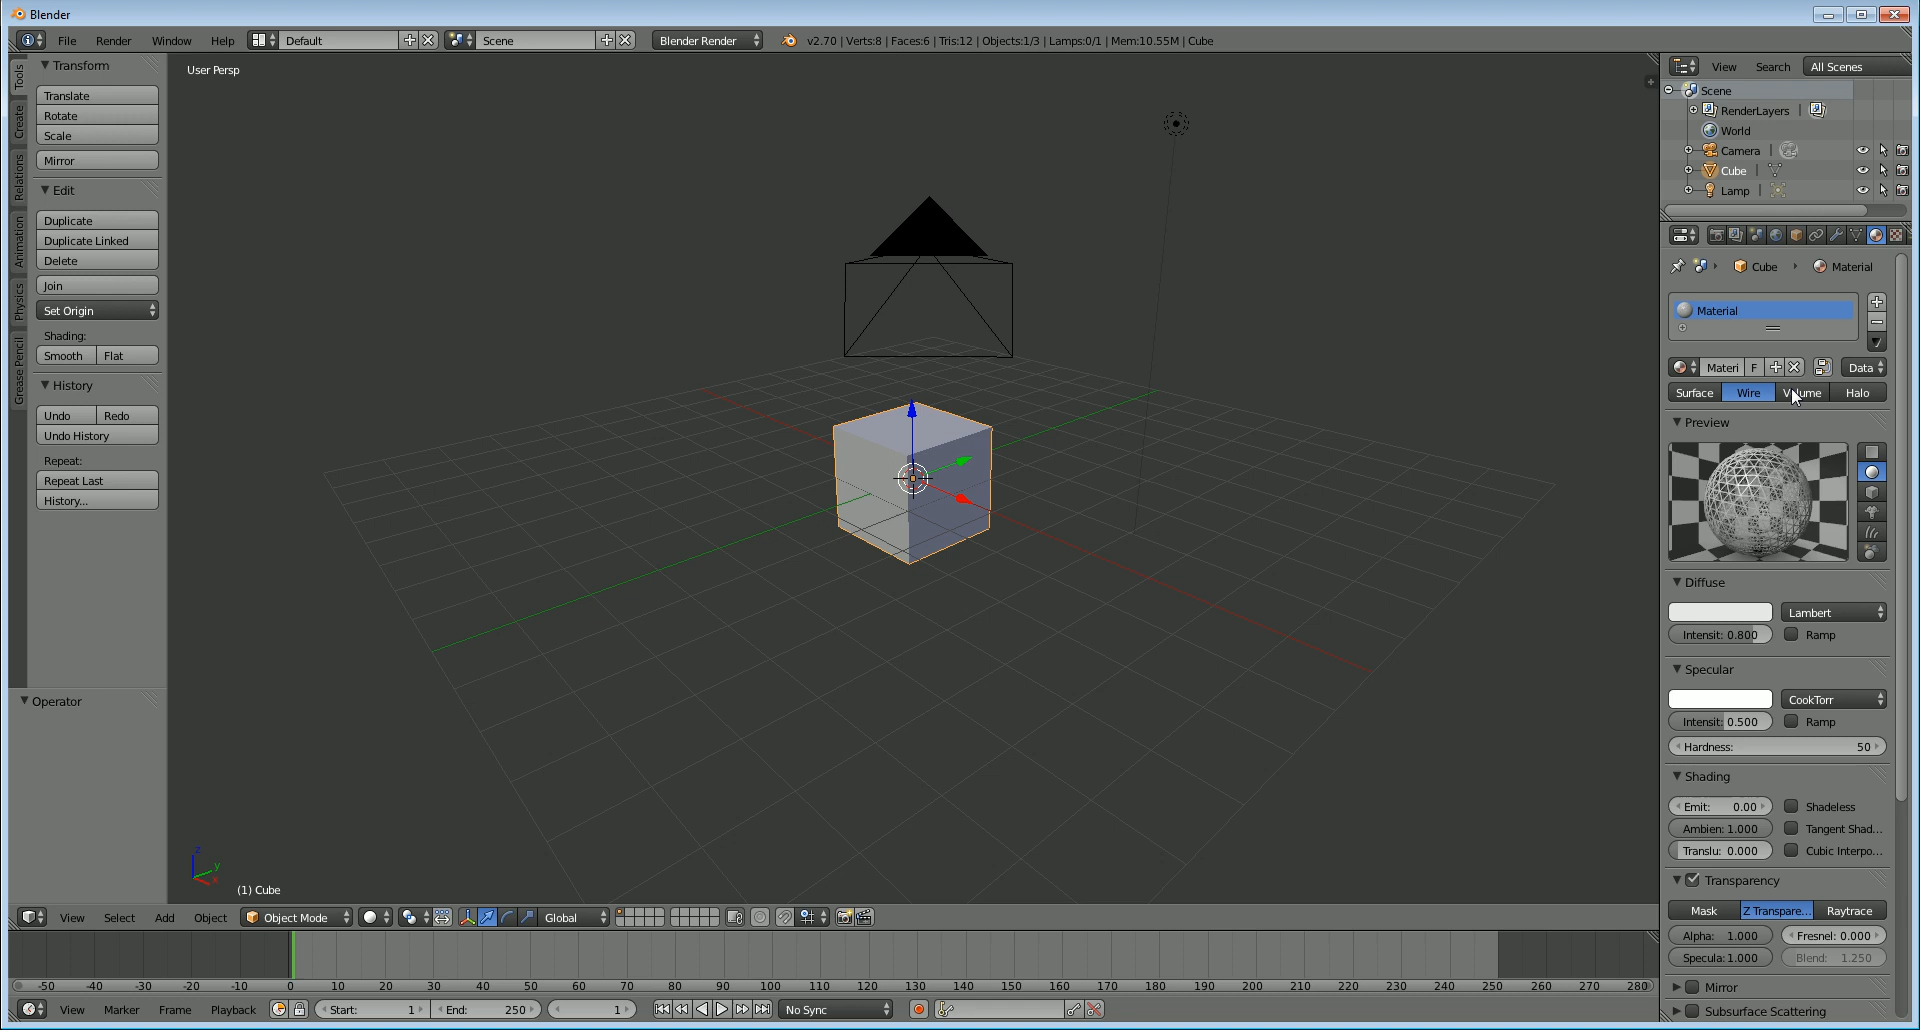 Blender
File Render Window Help Default Scene Blender Render v2.70 | Verts:8 | Faces:6 | Tris:12 | Objects:1/3 | Lamps:0/1 | Mem:10.55M | Cube
Tools
Create
Relations
Animation
Physics
Grease Pencil
Transform
Translate
Rotate
Scale
Mirror
Edit
Duplicate
Duplicate Linked
Delete
Join
Set Origin
Shading:
Smooth Flat
History
Undo Redo
Undo History
Repeat:
Repeat Last
History...
Operator
User Persp
z
y
x
(1) Cube
View Search All Scenes
Scene
RenderLayers |
World
Camera |
Cube |
Lamp |
Cube Material
Material
Materi F Data
Surface Wire Volume Halo
Preview
Diffuse
Lambert
Intensit: 0.800 Ramp
Specular
CookTorr
Intensit: 0.500 Ramp
Hardness: 50
Shading
Emit: 0.00 Shadeless
Ambien: 1.000 Tangent Shad...
Translu: 0.000 Cubic Interpo...
Transparency
Mask Z Transpare... Raytrace
Alpha: 1.000 Fresnel: 0.000
Specula: 1.000 Blend: 1.250
Mirror
Subsurface Scattering
View Select Add Object Object Mode Global
-50 -40 -30 -20 -10 0 10 20 30 40 50 60 70 80 90 100 110 120 130 140 150 160 170 180 190 200 210 220 230 240 250 260 270 280
View Marker Frame Playback Start: 1 End: 250 1 No Sync